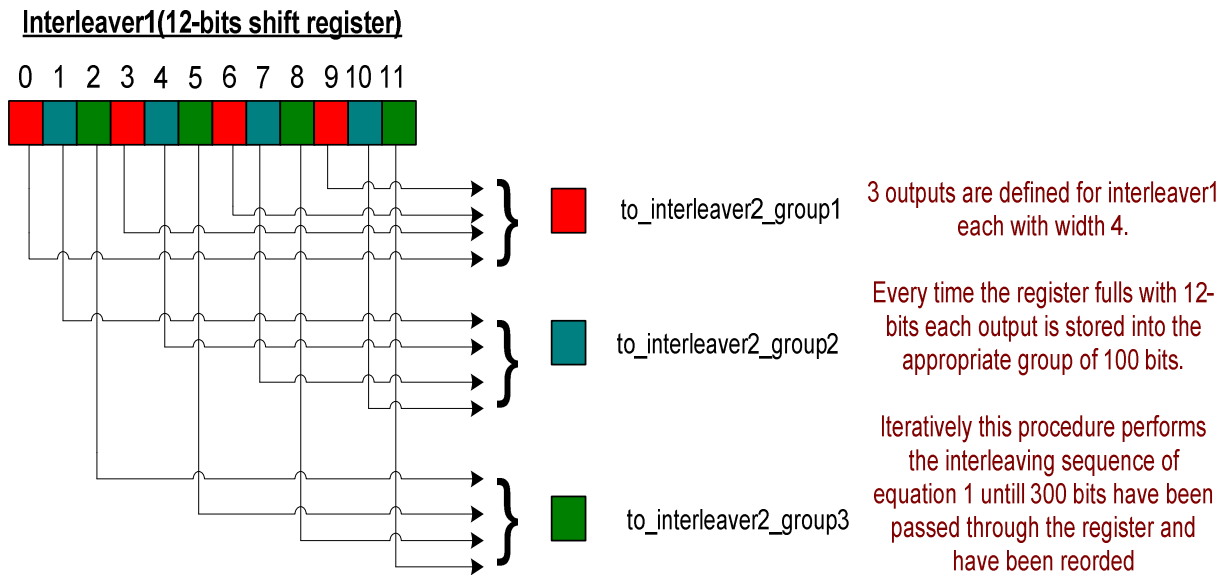 Interleaver1(12-bits shift register)
0 1 2 3 4 5 6 7 8 9 10 11
to_interleaver2_group1
3 outputs are defined for interleaver1
each with width 4.
to_interleaver2_group2
Every time the register fulls with 12-
bits each output is stored into the
appropriate group of 100 bits.
to_interleaver2_group3
Iteratively this procedure performs
the interleaving sequence of
equation 1 untill 300 bits have been
passed through the register and
have been reorded